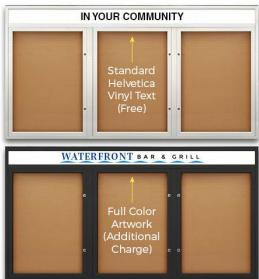 IN YOUR COMMUNITY
Standard
Helvetica
Vinyl Text
(Free)
WATERFRONT BAR & GRILL
Full Color
Artwork
(Additional
Charge)